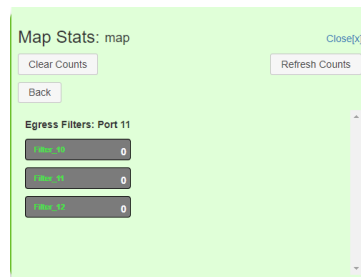 Map Stats: map
Close[x]
Clear Counts
Refresh Counts
Back
Egress Filters: Port 11
Filter_10 0
Filter_11 0
Filter_12 0